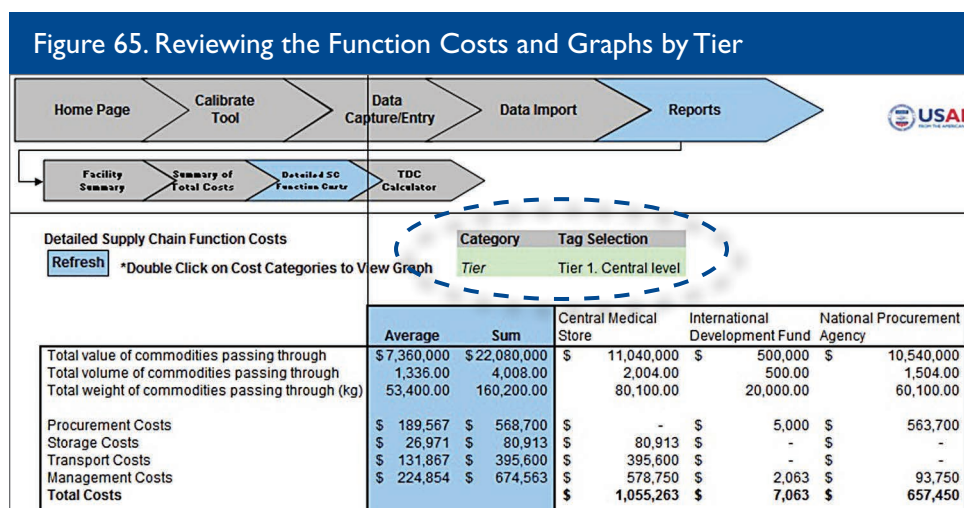 Figure 65. Reviewing the Function Costs and Graphs by Tier
Home Page
Calibrate
Tool
Data
Capture/Entry
Data Import
Reports
USAI
Facility
Summary
Summary of
Total Costs
Detailed SC
Function Costs
TDC
Calculator
Detailed Supply Chain Function Costs
Refresh *Double Click on Cost Categories to View Graph
Category Tag Selection
Tier Tier 1. Central level
Average Sum Central Medical Store International Development Fund National Procurement Agency
Total value of commodities passing through $7,360,000 $22,080,000 $ 11,040,000 $ 500,000 $ 10,540,000
Total volume of commodities passing through 1,336.00 4,008.00 2,004.00 500.00 1,504.00
Total weight of commodities passing through (kg) 53,400.00 160,200.00 80,100.00 20,000.00 60,100.00
Procurement Costs $ 189,567 $ 568,700 $ - $ 5,000 $ 563,700
Storage Costs $ 26,971 $ 80,913 $ 80,913 $ - $ -
Transport Costs $ 131,867 $ 395,600 $ 395,600 $ - $ -
Management Costs $ 224,854 $ 674,563 $ 578,750 $ 2,063 $ 93,750
Total Costs $ 1,055,263 $ 7,063 $ 657,450